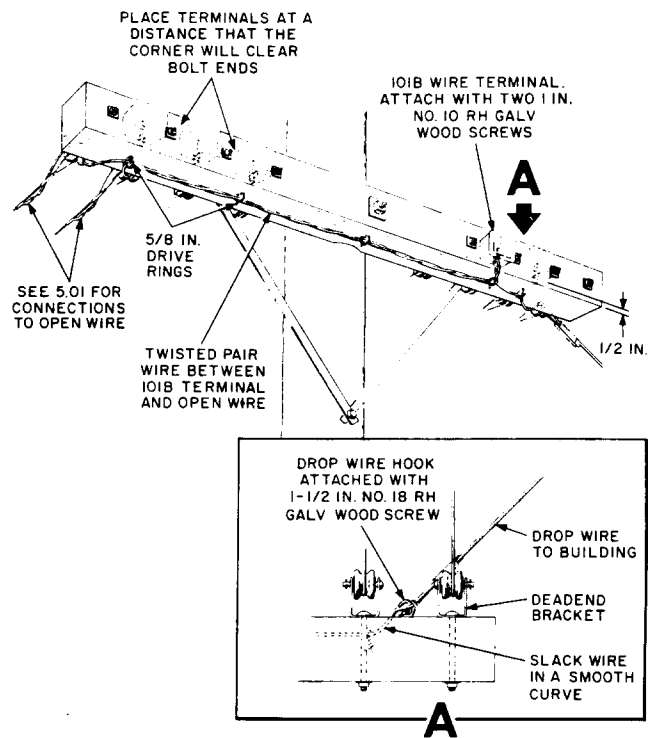 PLACE TERMINALS AT A
DISTANCE THAT THE
CORNER WILL CLEAR
BOLT ENDS
101B WIRE TERMINAL.
ATTACH WITH TWO 1 IN.
NO. 10 RH GALV
WOOD SCREWS
A
5/8 IN.
DRIVE
RINGS
SEE 5.01 FOR
CONNECTIONS
TO OPEN WIRE
1/2 IN.
TWISTED PAIR
WIRE BETWEEN
101B TERMINAL
AND OPEN WIRE
DROP WIRE HOOK
ATTACHED WITH
1-1/2 IN. NO. 18 RH
GALV WOOD SCREW
DROP WIRE
TO BUILDING
DEADEND
BRACKET
SLACK WIRE
IN A SMOOTH
CURVE
A